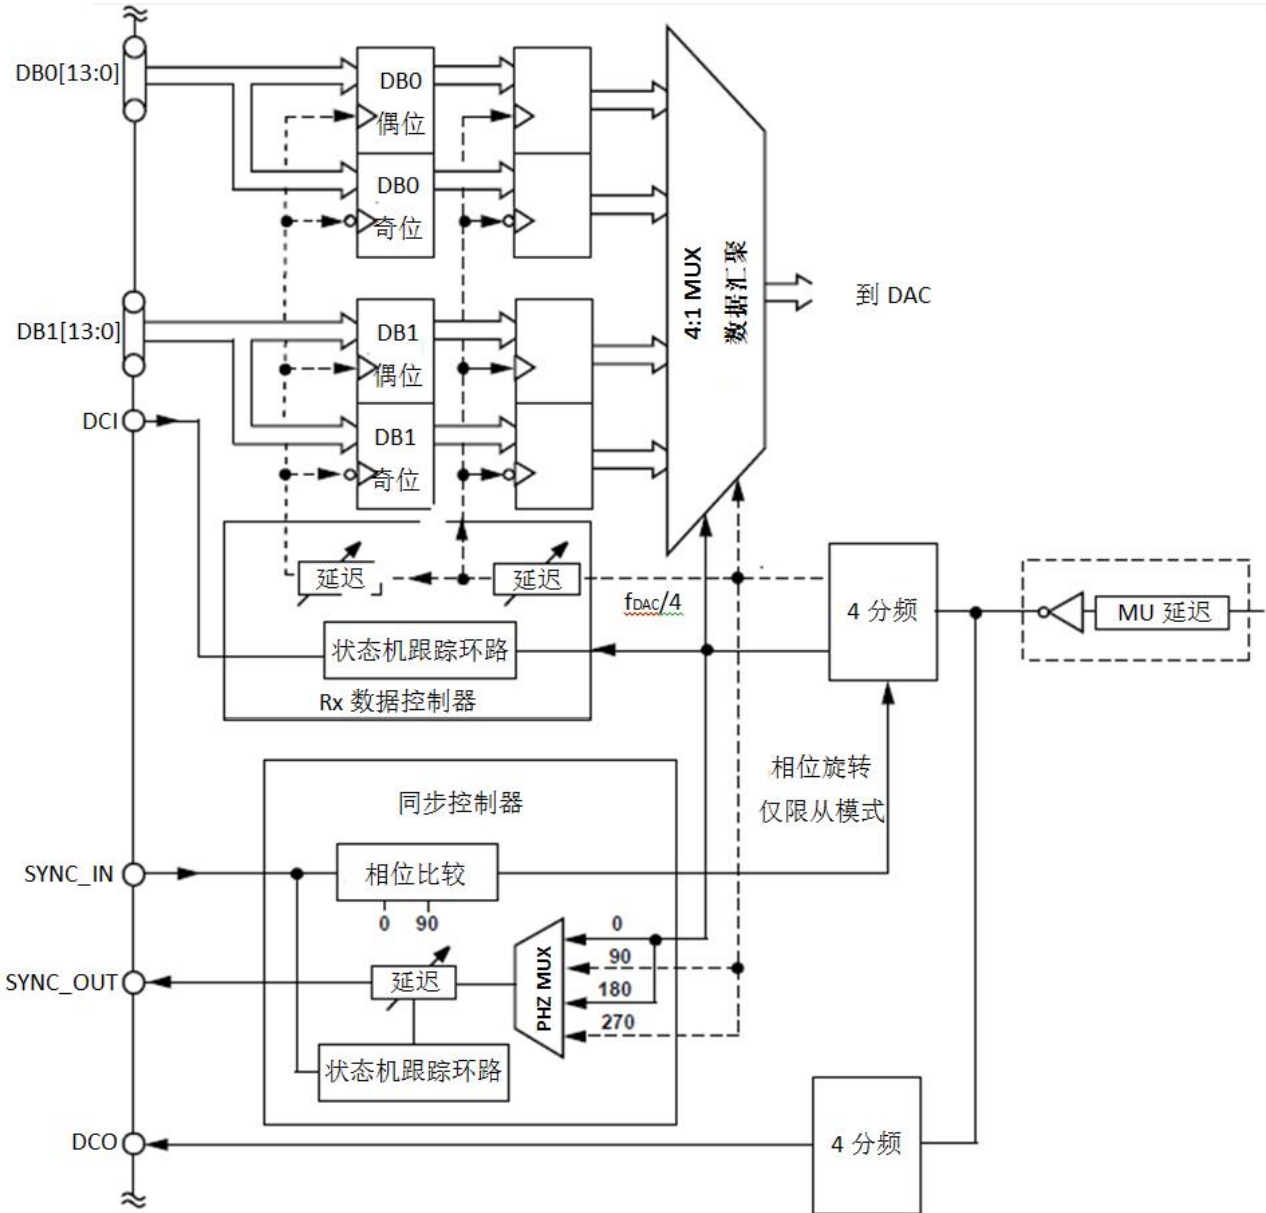 DB0[13:0]
DB0
偶位
DB0
奇位
DB1[13:0]
DB1
偶位
DB1
奇位
DCI
4:1 MUX
数据汇聚
到 DAC
延迟
延迟
fDAC/4
状态机跟踪环路
Rx 数据控制器
4 分频
MU 延迟
相位旋转
仅限从模式
同步控制器
SYNC_IN
相位比较
0 90
SYNC_OUT
延迟
PHZ MUX
0
90
180
270
状态机跟踪环路
DCO
4 分频